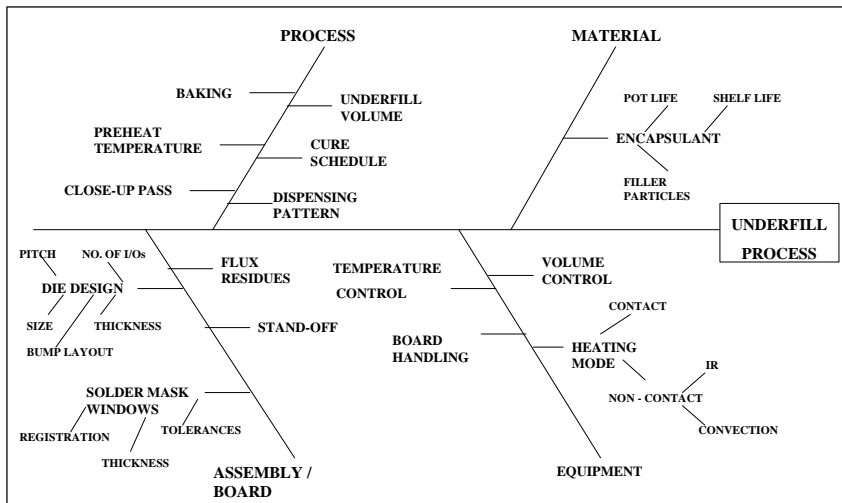 PROCESS
MATERIAL
BAKING
UNDERFILL
VOLUME
POT LIFE
SHELF LIFE
PREHEAT
TEMPERATURE
CURE
SCHEDULE
ENCAPSULANT
CLOSE-UP PASS
DISPENSING
PATTERN
FILLER
PARTICLES
UNDERFILL
PROCESS
PITCH
NO. OF I/Os
FLUX
RESIDUES
DIE DESIGN
SIZE
THICKNESS
BUMP LAYOUT
STAND-OFF
SOLDER MASK
WINDOWS
REGISTRATION
TOLERANCES
THICKNESS
ASSEMBLY /
BOARD
TEMPERATURE
CONTROL
VOLUME
CONTROL
BOARD
HANDLING
CONTACT
HEATING
MODE
IR
NON - CONTACT
CONVECTION
EQUIPMENT